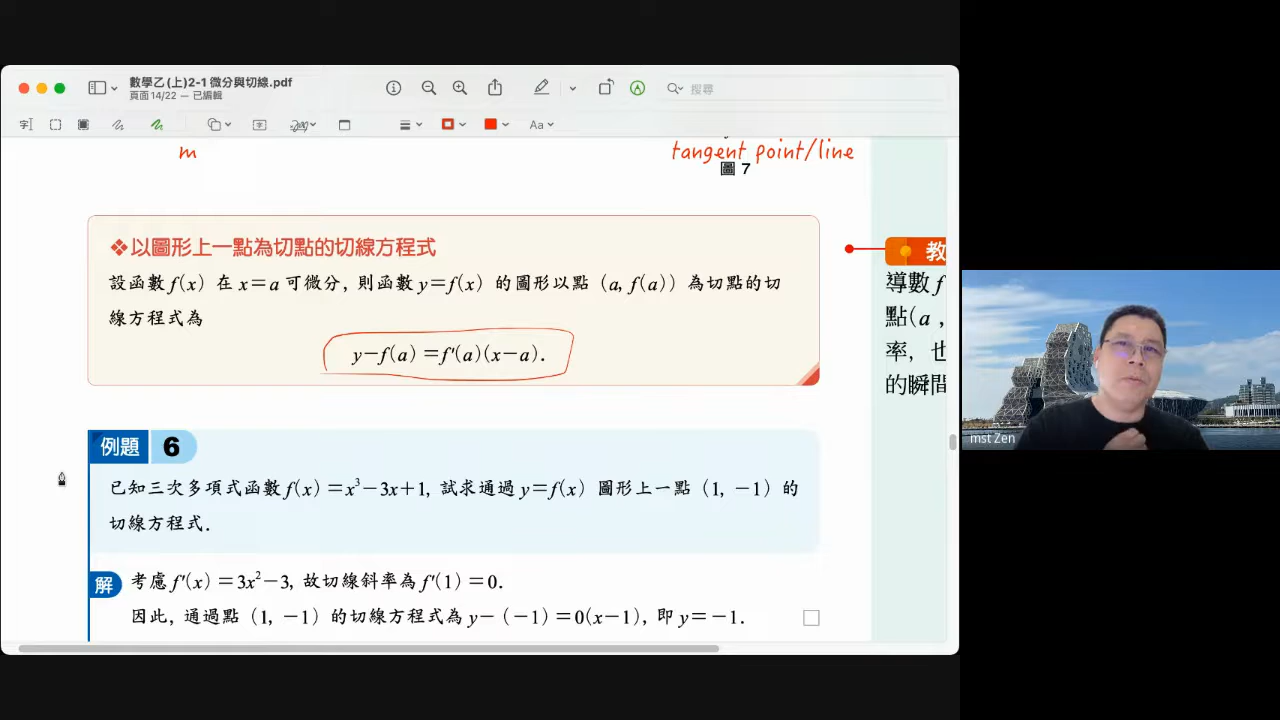 數學乙(上)2-1 微分與切線.pdf
頁面 14/22 — 已編輯
搜尋
Aa
m
tangent point/line
圖 7
❖以圖形上一點為切點的切線方程式
設函數 f(x) 在 x=a 可微分, 則函數 y=f(x) 的圖形以點 (a, f(a)) 為切點的切
線方程式為
y−f(a)=f′(a)(x−a).
教
導數 f
點(a ,
率, 也
的瞬間
例題 6
已知三次多項式函數 f(x)=x³−3x+1, 試求通過 y=f(x) 圖形上一點 (1, −1) 的
切線方程式.
解 考慮 f′(x)=3x²−3, 故切線斜率為 f′(1)=0.
因此, 通過點 (1, −1) 的切線方程式為 y−(−1)=0(x−1), 即 y=−1.
mst Zen